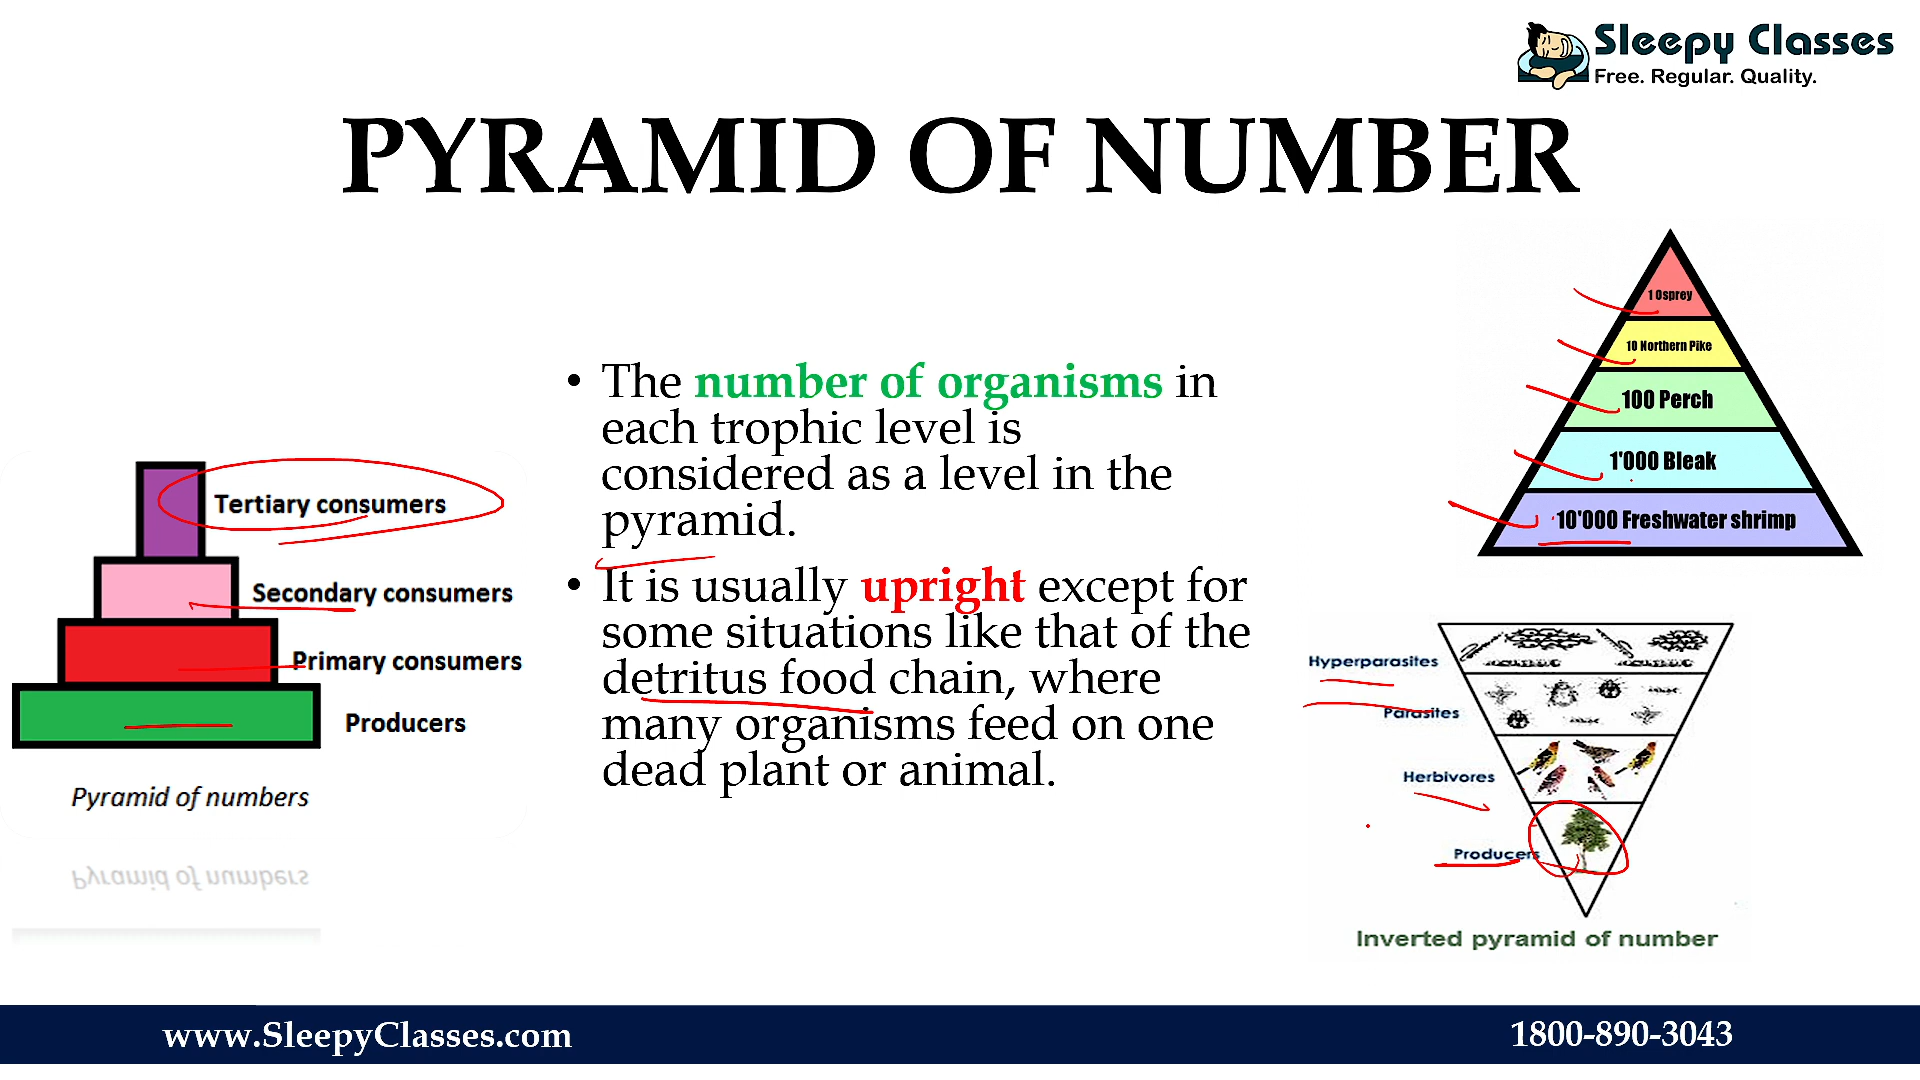 Sleepy Classes
Free. Regular. Quality.
PYRAMID OF NUMBER
Tertiary consumers
Secondary consumers
Primary consumers
Producers
Pyramid of numbers
Pyramid of numbers
• The number of organisms in
each trophic level is
considered as a level in the
pyramid.
• It is usually upright except for
some situations like that of the
detritus food chain, where
many organisms feed on one
dead plant or animal.
1 Osprey
10 Northern Pike
100 Perch
1'000 Bleak
10'000 Freshwater shrimp
Hyperparasites
Parasites
Herbivores
Producers
Inverted pyramid of number
www.SleepyClasses.com
1800-890-3043